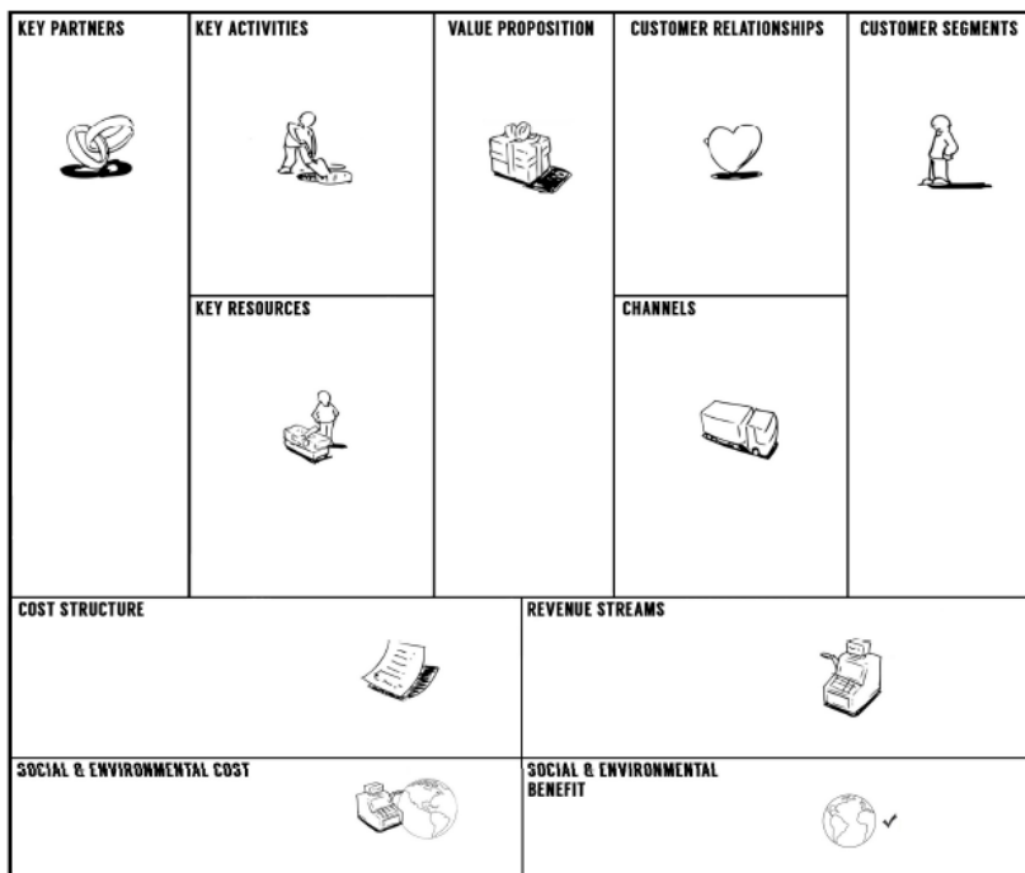 KEY PARTNERS
KEY ACTIVITIES
VALUE PROPOSITION
CUSTOMER RELATIONSHIPS
CUSTOMER SEGMENTS
KEY RESOURCES
CHANNELS
COST STRUCTURE
REVENUE STREAMS
SOCIAL & ENVIRONMENTAL COST
SOCIAL & ENVIRONMENTAL
BENEFIT